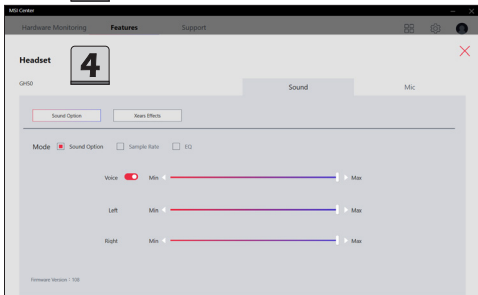 MSI Center
Hardware Monitoring Features Support
Headset
4
GH50
Sound Mic
Sound Option Xears Effects
Mode Sound Option Sample Rate EQ
Voice Min Max
Left Min Max
Right Min Max
Firmware Version : 108